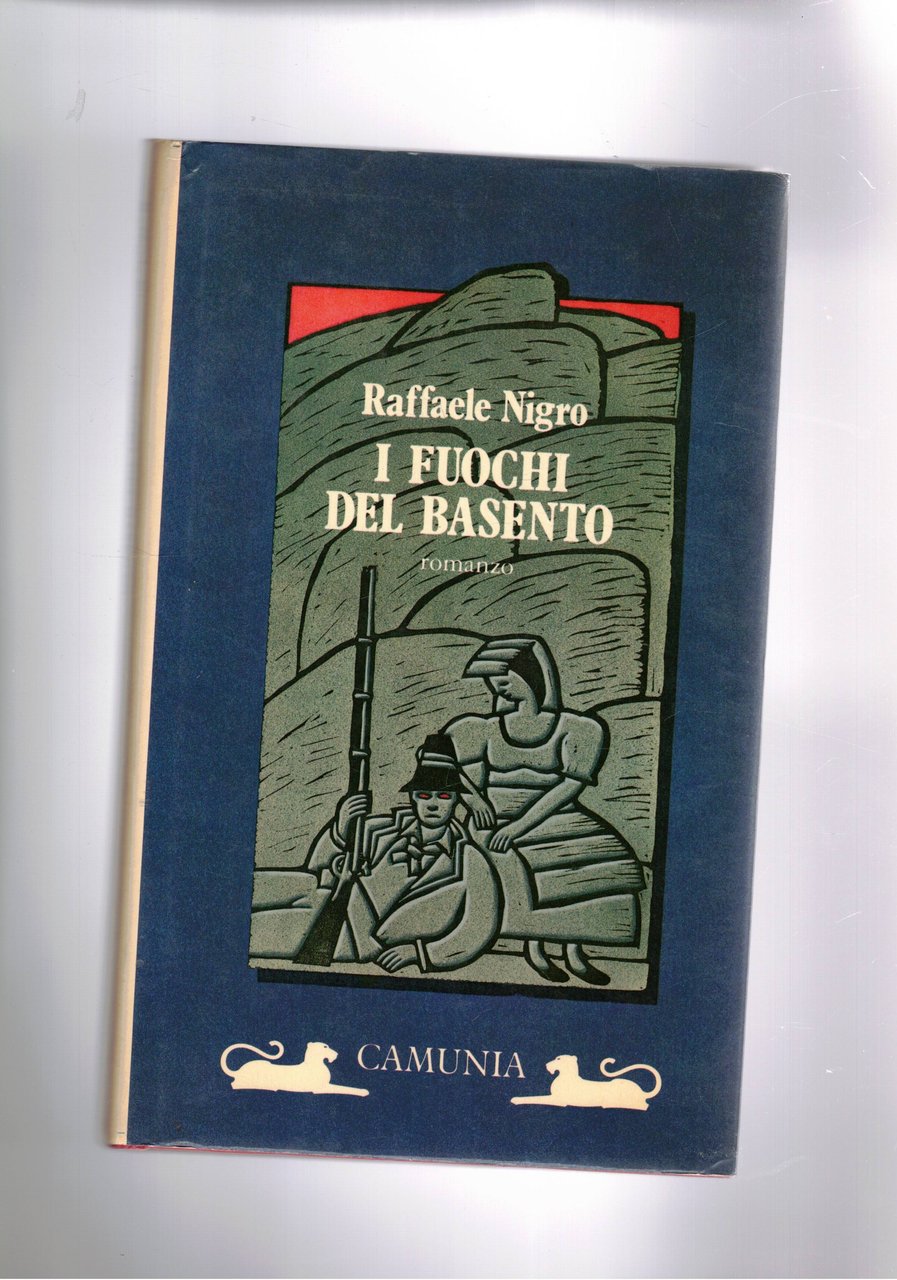 Raffaele Nigro
I FUOCHI
DEL BASENTO
romanzo
CAMUNIA